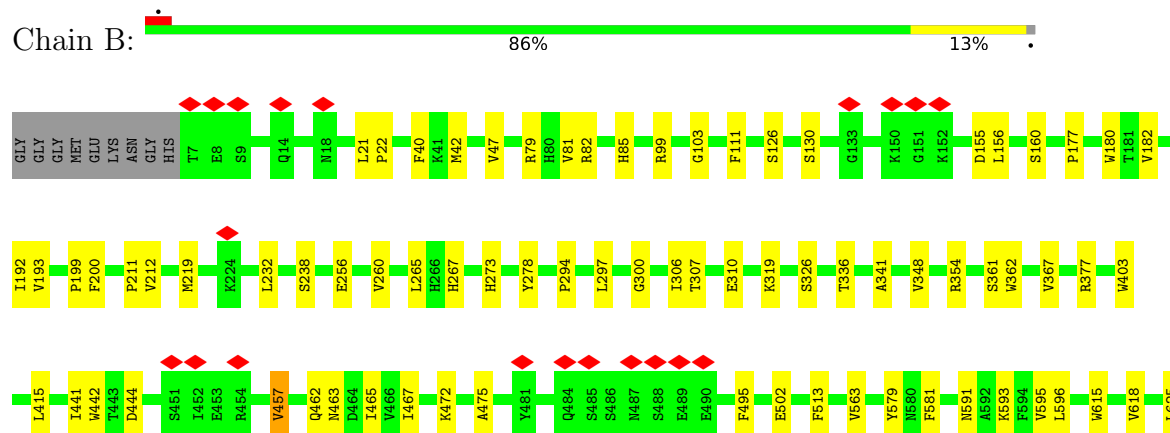 Chain B:
86% 13%
GLY GLY GLY MET GLU LYS ASN GLY HIS T7 E8 S9 Q14 N18 L21 P22 F40 K41 M42 V47 R79 H80 V81 R82 H85 R99 G103 F111 S126 S130 G133 K150 G151 K152 D155 L156 S160 P177 W180 T181 V182
I192 V193 P199 F200 P211 V212 M219 K224 L232 S238 E256 V260 L265 H266 H267 H273 Y278 P294 L297 G300 I306 T307 E310 K319 S326 T336 A341 V348 R354 S361 W362 V367 R377 W403
L415 I441 W442 T443 D444 S451 I452 E453 R454 V457 Q462 N463 D464 I465 V466 I467 K472 A475 Y481 Q484 S485 S486 N487 S488 E489 E490 F495 E502 F513 V563 Y579 N580 F581 N591 A592 K593 F594 V595 L596 W615 V618